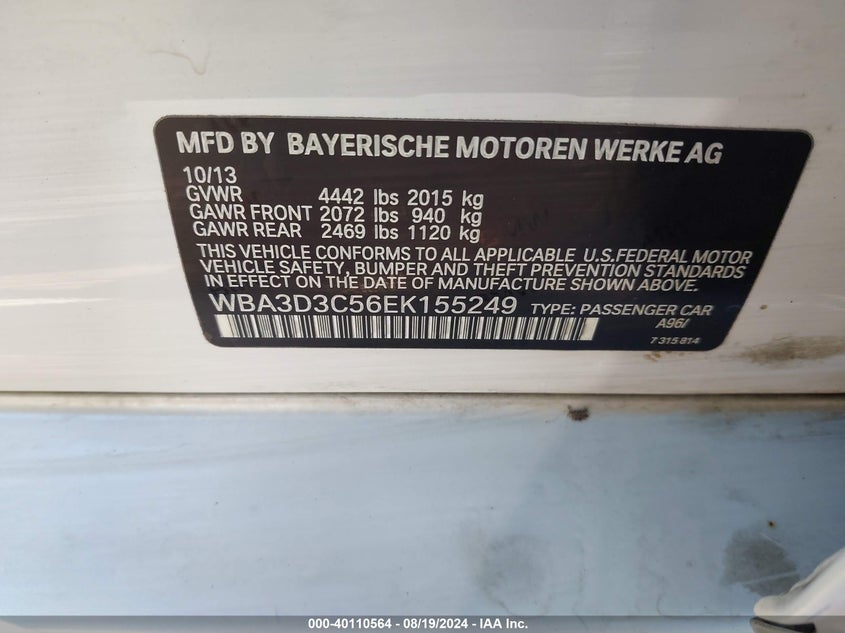 MFD BY BAYERISCHE MOTOREN WERKE AG
10/13
GVWR 4442 lbs 2015 kg
GAWR FRONT 2072 lbs 940 kg
GAWR REAR 2469 lbs 1120 kg
THIS VEHICLE CONFORMS TO ALL APPLICABLE U.S.FEDERAL MOTOR
VEHICLE SAFETY, BUMPER AND THEFT PREVENTION STANDARDS
IN EFFECT ON THE DATE OF MANUFACTURE SHOWN ABOVE.
WBA3D3C56EK155249 TYPE: PASSENGER CAR
A96/
7 315 814
000-40110564 - 08/19/2024 - IAA Inc.